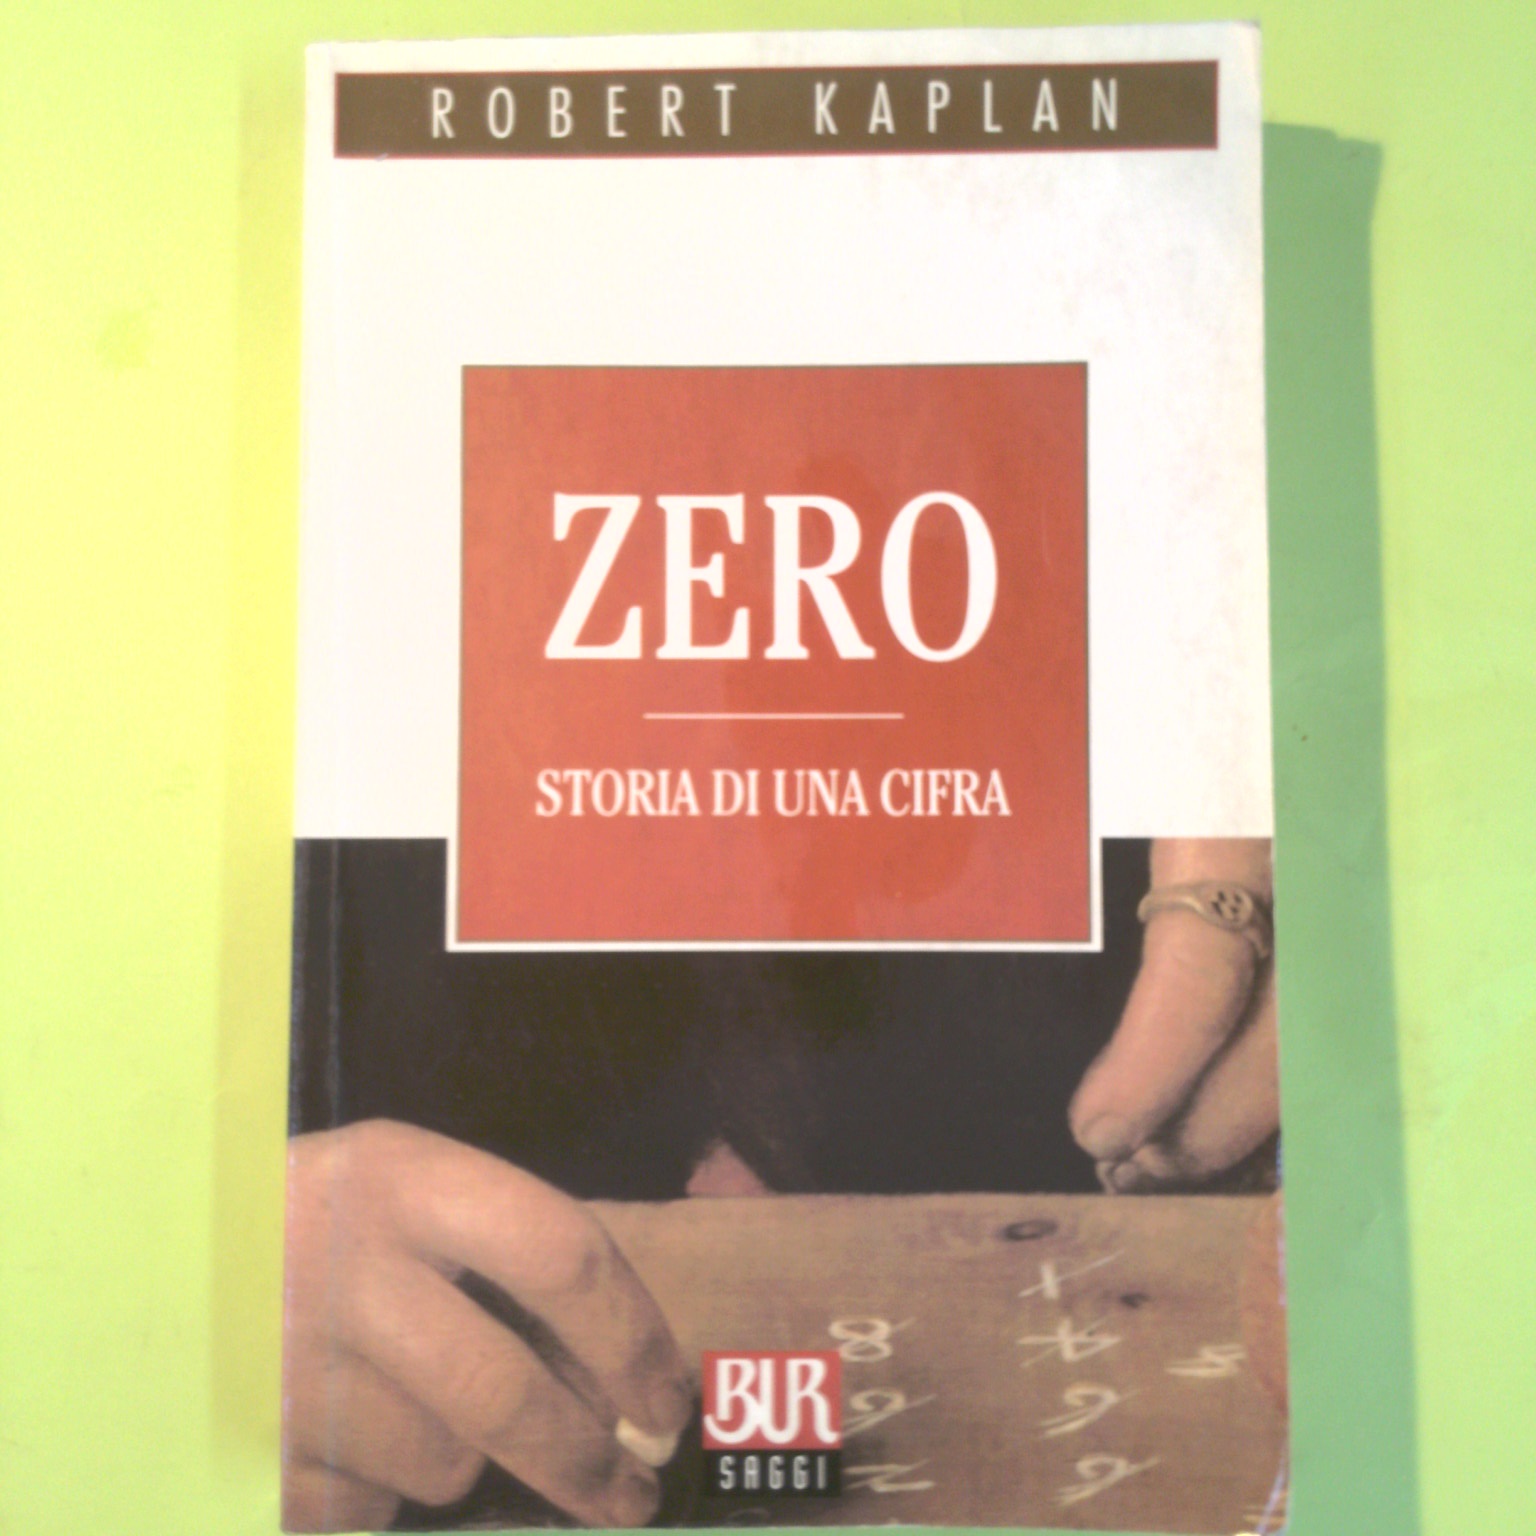 ROBERT KAPLAN
ZERO
STORIA DI UNA CIFRA
BUR
SAGGI